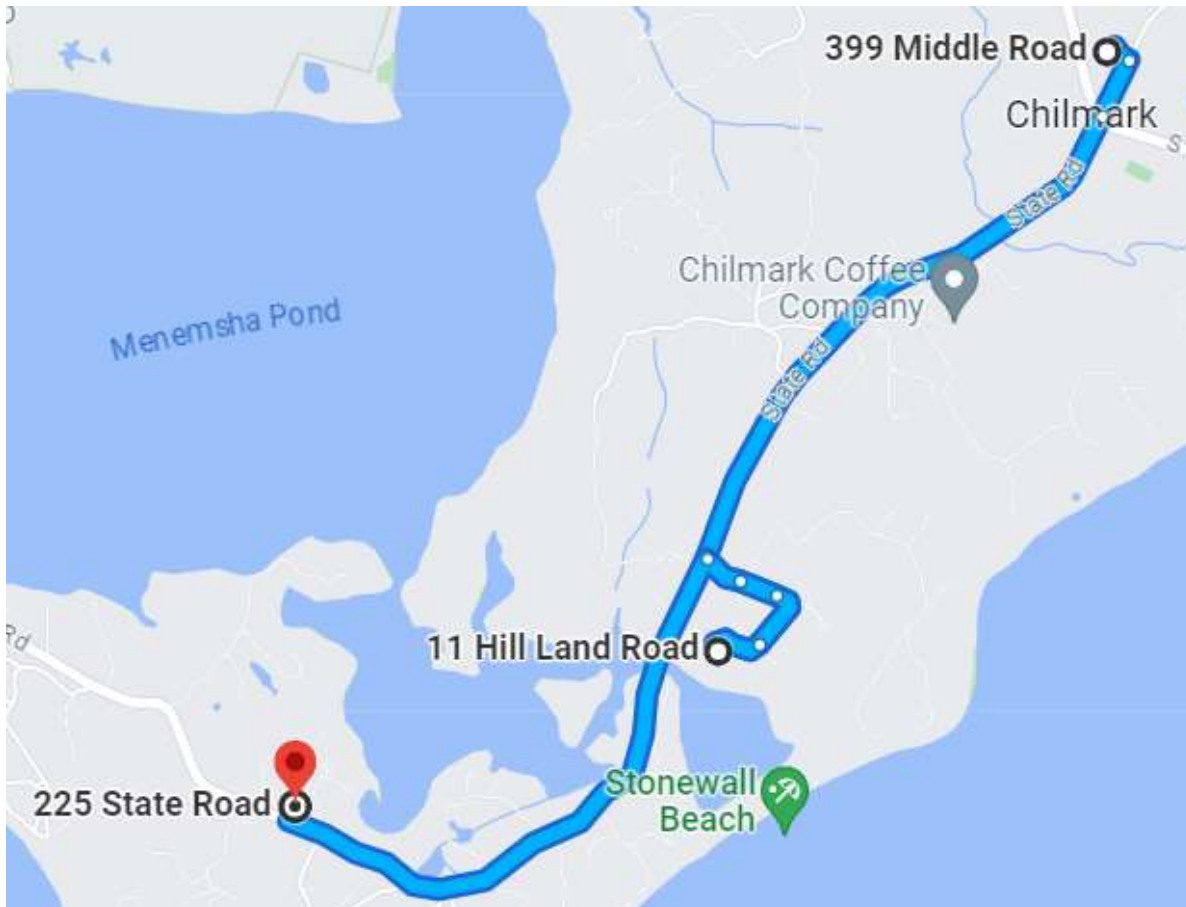 399 Middle Road
Chilmark
S
State Rd
Chilmark Coffee
Company
Menemsha Pond
State Rd
Rd
11 Hill Land Road
Stonewall
Beach
225 State Road